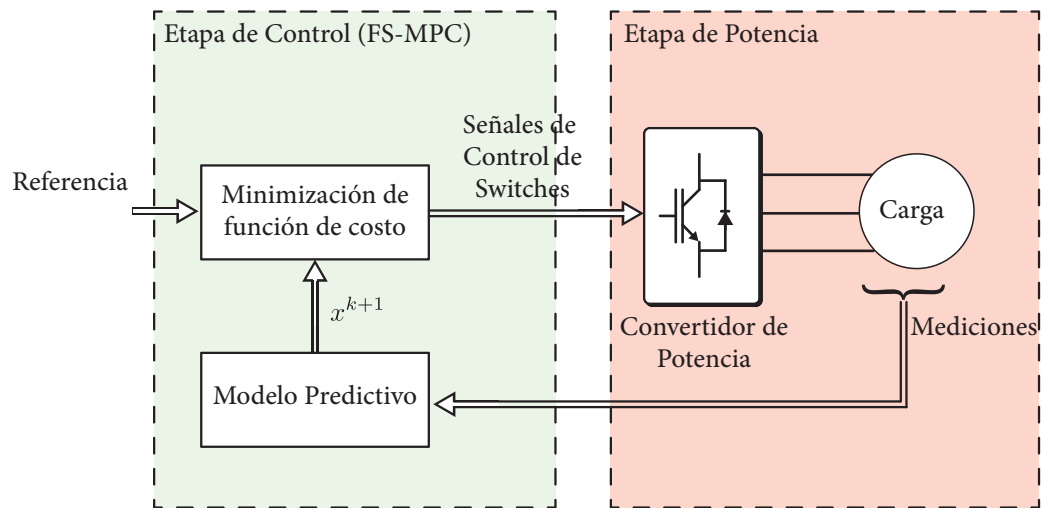 Etapa de Control (FS-MPC)
Etapa de Potencia
Señales de
Control de
Switches
Referencia
Minimización de
función de costo
Carga
x^{k+1}
Convertidor de
Potencia
Mediciones
Modelo Predictivo